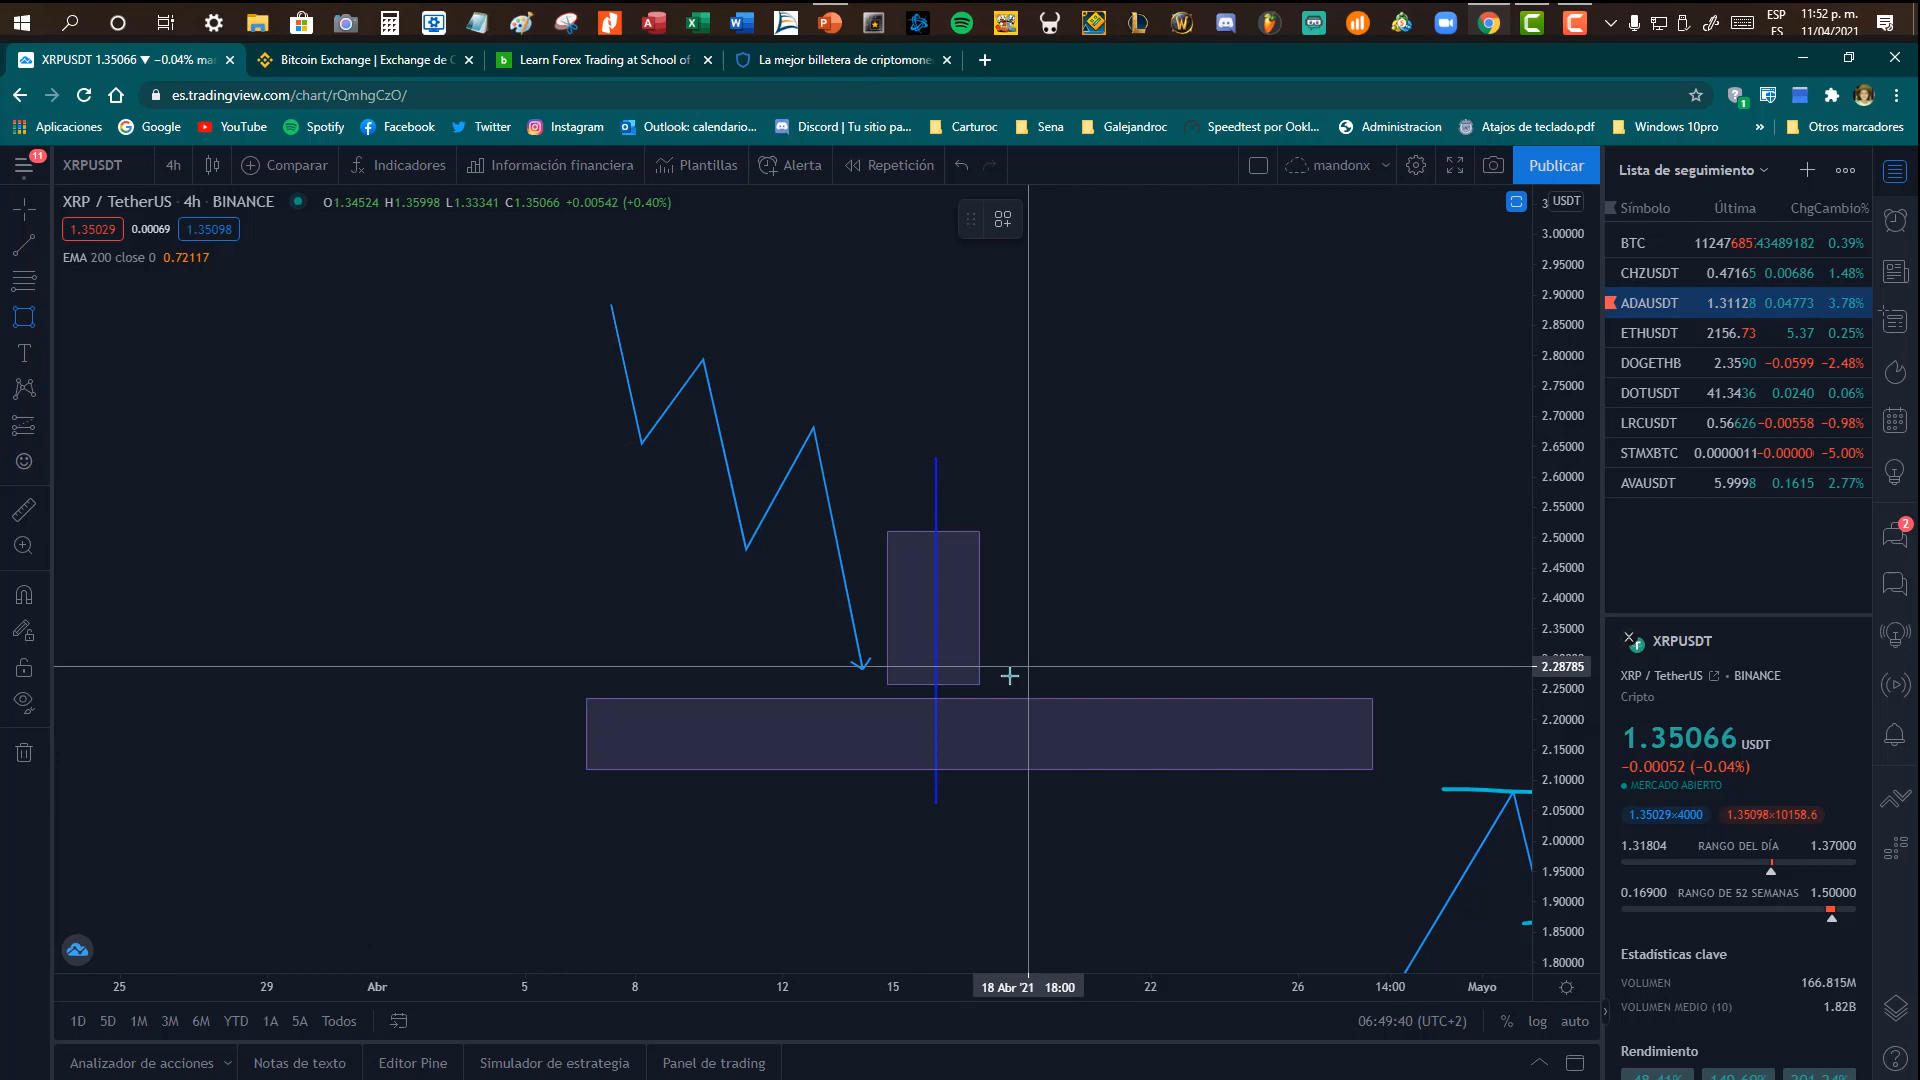 ESP
ES
11:52 p. m.
11/04/2021
XRPUSDT 1.35066 ▼ −0.04% ma
Bitcoin Exchange | Exchange de C
Learn Forex Trading at School of
La mejor billetera de criptomone
es.tradingview.com/chart/rQmhgCzO/
1
Aplicaciones
Google
YouTube
Spotify
Facebook
Twitter
Instagram
Outlook: calendario...
Discord | Tu sitio pa...
Carturoc
Sena
Galejandroc
Speedtest por Ookl...
Administracion
Atajos de teclado.pdf
Windows 10pro
»
Otros marcadores
11
XRPUSDT
4h
Comparar
Indicadores
Información financiera
Plantillas
Alerta
Repetición
mandonx
Publicar
Lista de seguimiento
XRP / TetherUS · 4h · BINANCE
O1.34524 H1.35998 L1.33341 C1.35066 +0.00542 (+0.40%)
1.35029 0.00069 1.35098
EMA 200 close 0 0.72117
USDT
3.00000
2.95000
2.90000
2.85000
2.80000
2.75000
2.70000
2.65000
2.60000
2.55000
2.50000
2.45000
2.40000
2.35000
2.28785
2.25000
2.20000
2.15000
2.10000
2.05000
2.00000
1.95000
1.90000
1.85000
1.80000
25 29 Abr 5 8 12 15 18 Abr '21 18:00 22 26 14:00 Mayo
1D 5D 1M 3M 6M YTD 1A 5A Todos
06:49:40 (UTC+2) % log auto
Analizador de acciones
Notas de texto
Editor Pine
Simulador de estrategia
Panel de trading
Símbolo Última Chg Cambio%
BTC 0.39%
CHZUSDT 0.47165 0.00686 1.48%
ADAUSDT 1.31128 0.04773 3.78%
ETHUSDT 2156.73 5.37 0.25%
DOGETHB 2.3590 −0.0599 −2.48%
DOTUSDT 41.3436 0.0240 0.06%
LRCUSDT 0.56626 −0.00558 −0.98%
STMXBTC 0.0000011 −0.00000 −5.00%
AVAUSDT 5.9998 0.1615 2.77%
2
XRPUSDT
XRP / TetherUS • BINANCE
Cripto
1.35066 USDT
−0.00052 (−0.04%)
MERCADO ABIERTO
1.35029×4000 1.35098×10158.6
1.31804 RANGO DEL DÍA 1.37000
0.16900 RANGO DE 52 SEMANAS 1.50000
Estadísticas clave
VOLUMEN 166.815M
VOLUMEN MEDIO (10) 1.82B
Rendimiento